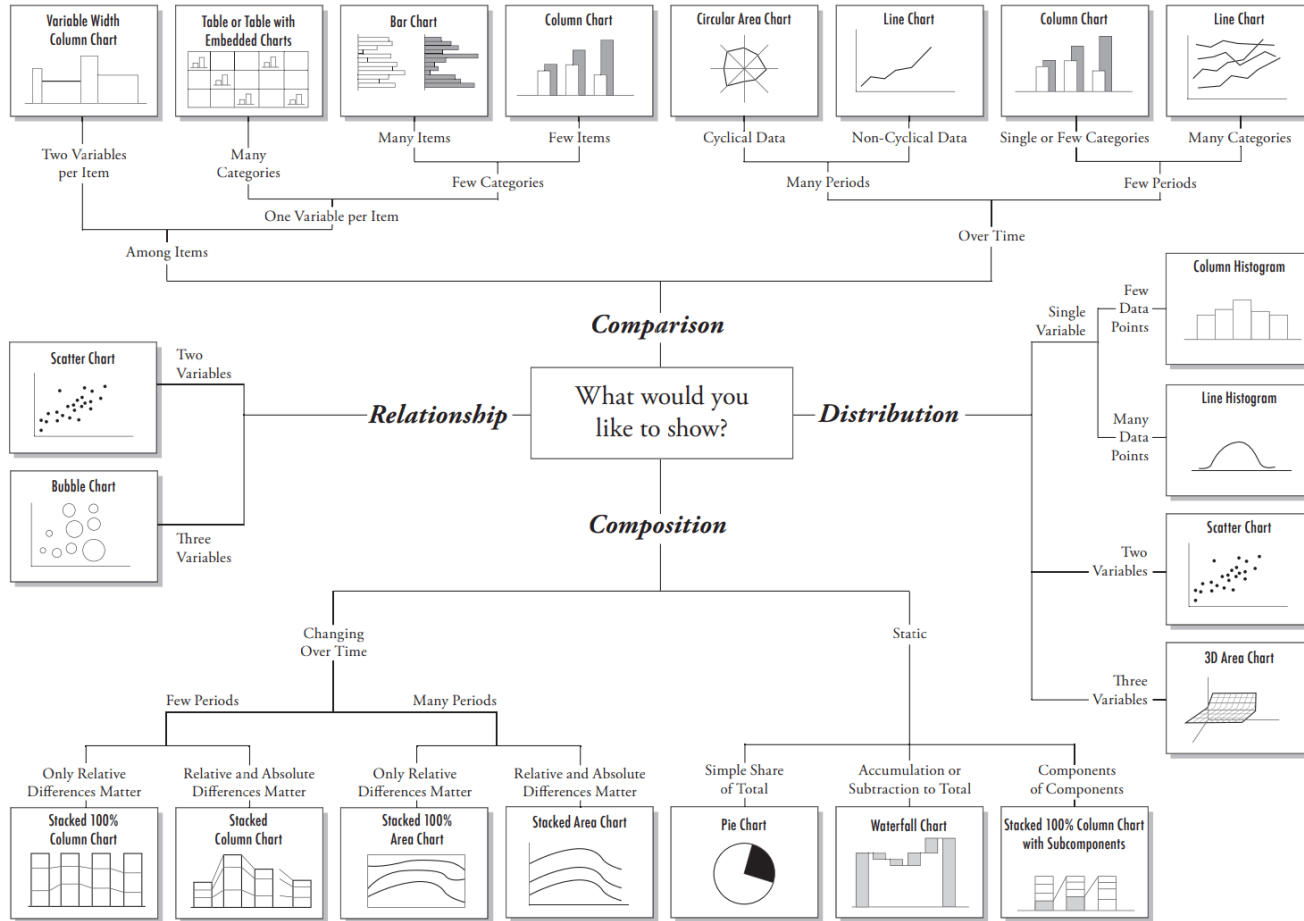 Variable Width
Column Chart
Table or Table with
Embedded Charts
Bar Chart
Column Chart
Circular Area Chart
Line Chart
Column Chart
Line Chart
Two Variables
per Item
Many
Categories
Many Items
Few Items
Cyclical Data
Non-Cyclical Data
Single or Few Categories
Many Categories
Few Categories
Many Periods
Few Periods
One Variable per Item
Among Items
Over Time
Comparison
What would you
like to show?
Relationship
Two
Variables
Scatter Chart
Three
Variables
Bubble Chart
Distribution
Single
Variable
Few
Data
Points
Column Histogram
Many
Data
Points
Line Histogram
Two
Variables
Scatter Chart
Three
Variables
3D Area Chart
Composition
Changing
Over Time
Static
Few Periods
Many Periods
Only Relative
Differences Matter
Relative and Absolute
Differences Matter
Only Relative
Differences Matter
Relative and Absolute
Differences Matter
Simple Share
of Total
Accumulation or
Subtraction to Total
Components
of Components
Stacked 100%
Column Chart
Stacked
Column Chart
Stacked 100%
Area Chart
Stacked Area Chart
Pie Chart
Waterfall Chart
Stacked 100% Column Chart
with Subcomponents